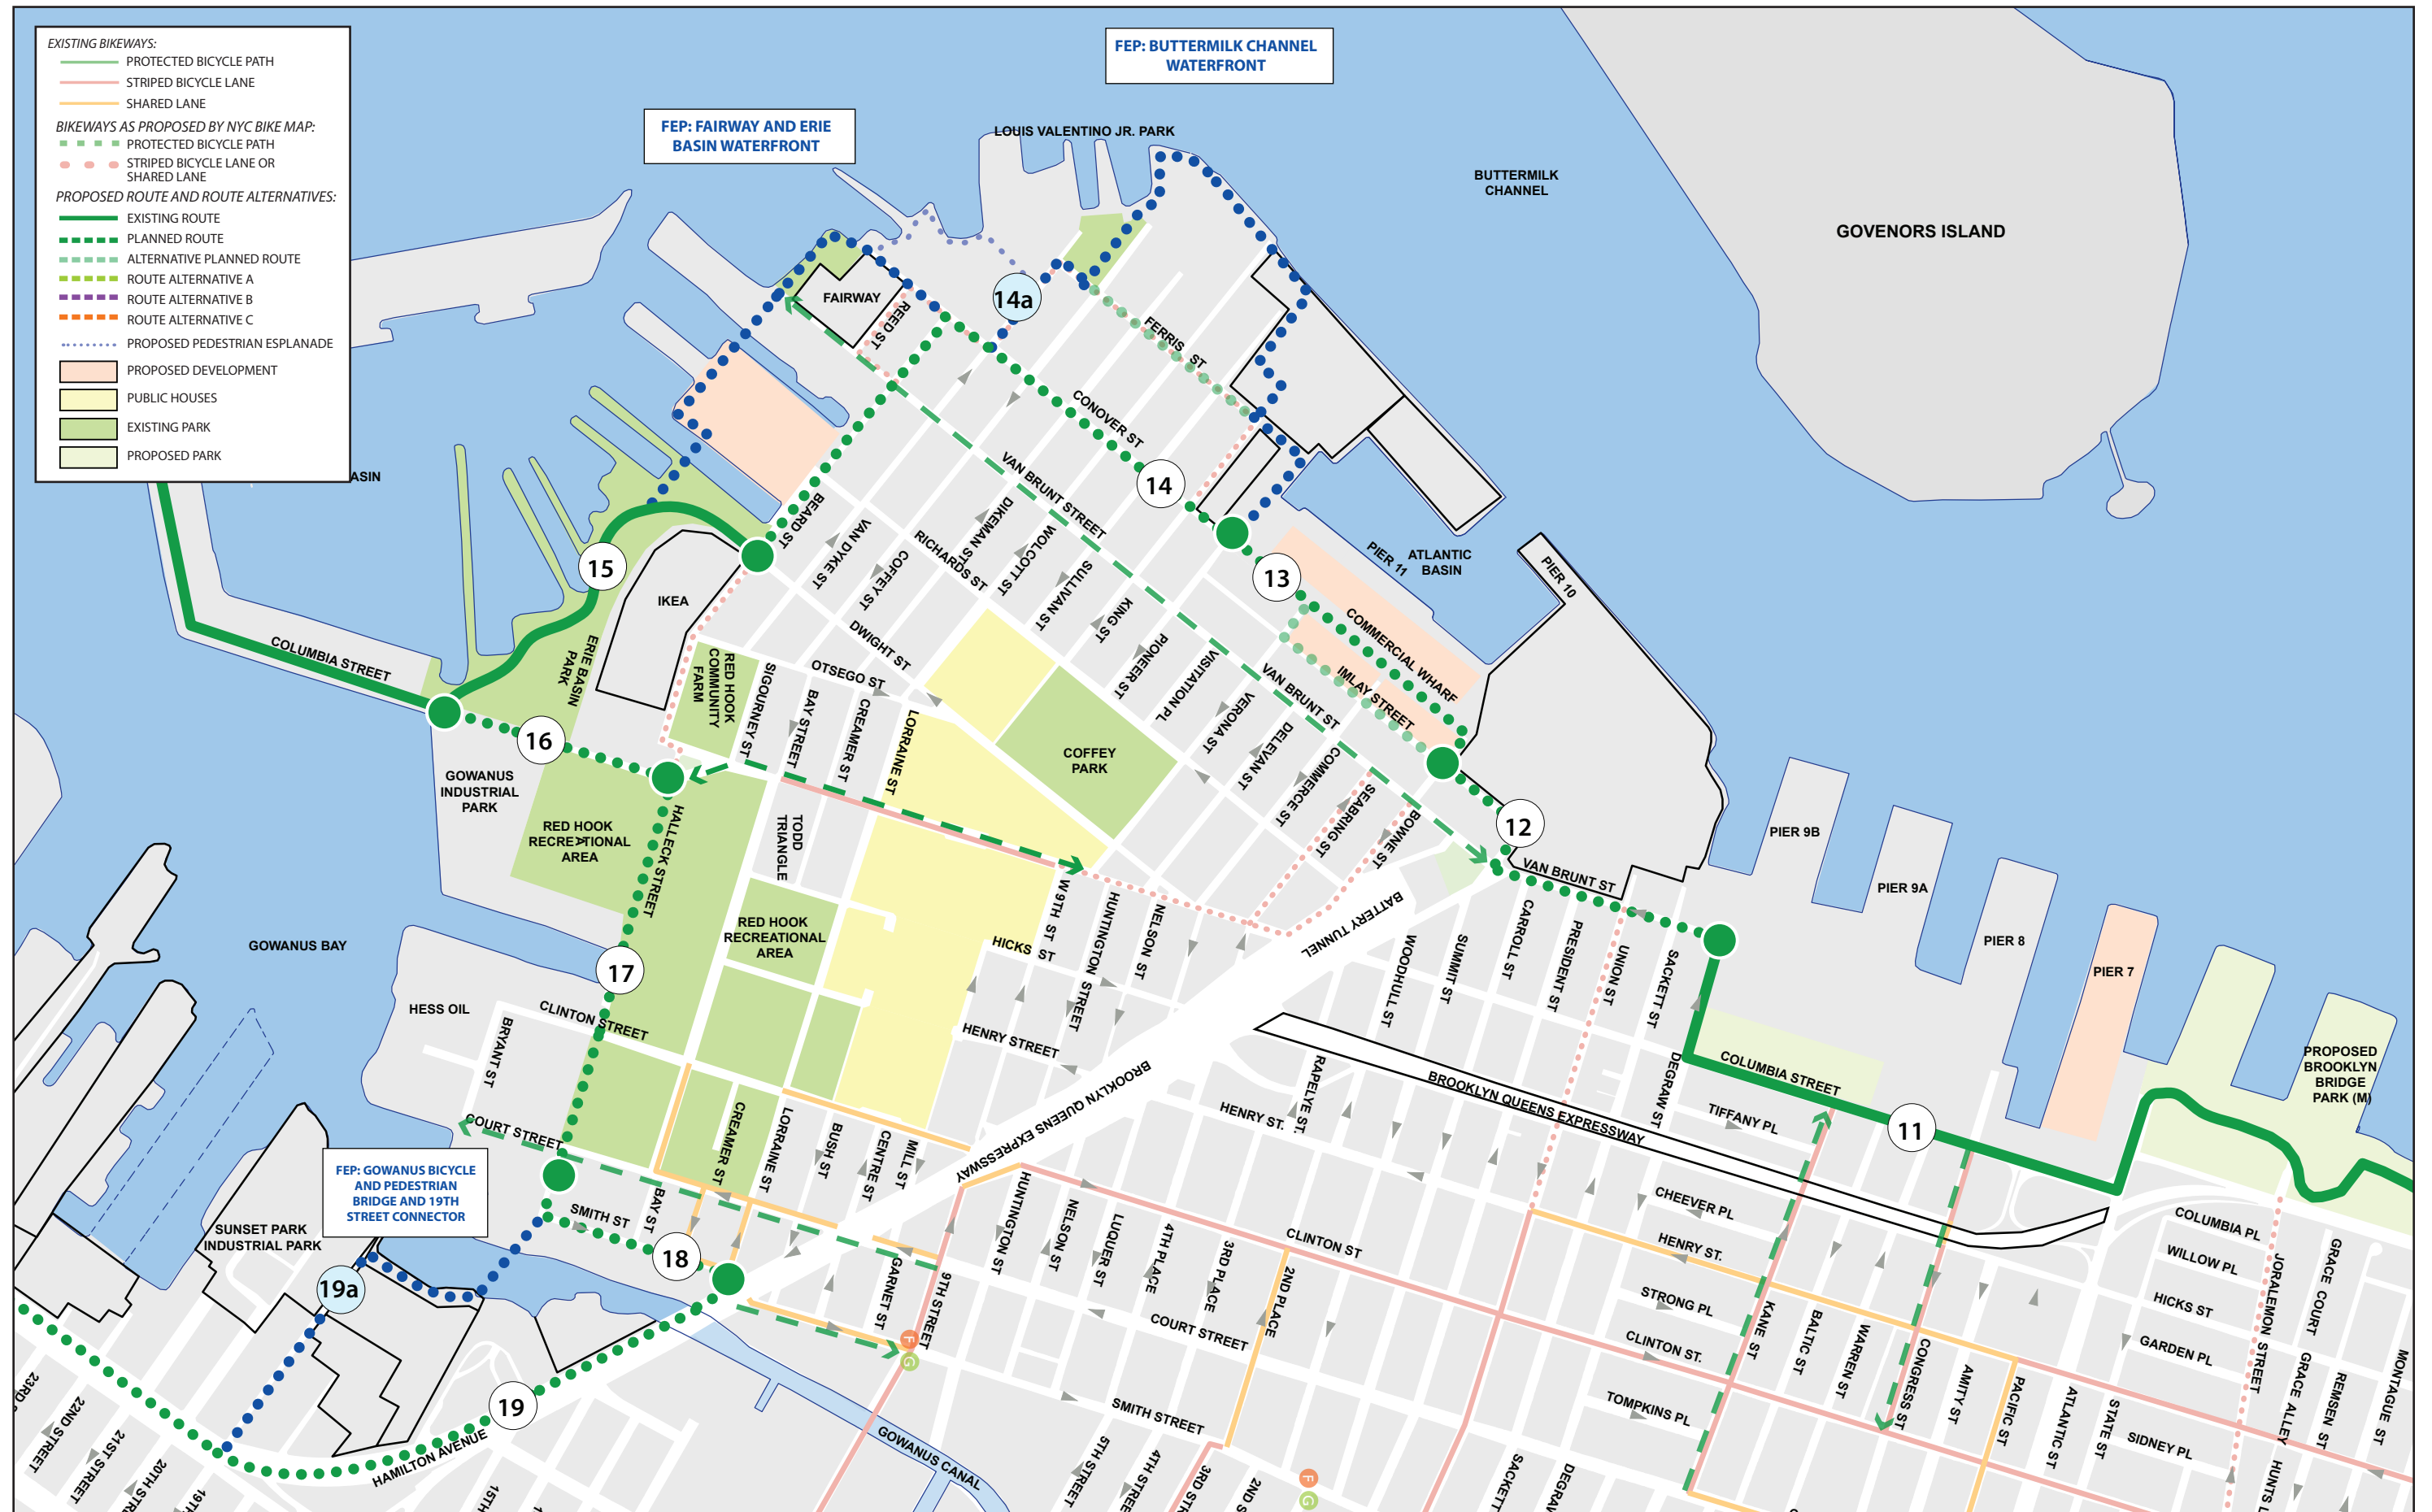 EXISTING BIKEWAYS:
PROTECTED BICYCLE PATH
STRIPED BICYCLE LANE
SHARED LANE
BIKEWAYS AS PROPOSED BY NYC BIKE MAP:
PROTECTED BICYCLE PATH
STRIPED BICYCLE LANE OR
SHARED LANE
PROPOSED ROUTE AND ROUTE ALTERNATIVES:
EXISTING ROUTE
PLANNED ROUTE
ALTERNATIVE PLANNED ROUTE
ROUTE ALTERNATIVE A
ROUTE ALTERNATIVE B
ROUTE ALTERNATIVE C
PROPOSED PEDESTRIAN ESPLANADE
PROPOSED DEVELOPMENT
PUBLIC HOUSES
EXISTING PARK
PROPOSED PARK
ASIN
FEP: BUTTERMILK CHANNEL
WATERFRONT
FEP: FAIRWAY AND ERIE
BASIN WATERFRONT
LOUIS VALENTINO JR. PARK
BUTTERMILK
CHANNEL
GOVENORS ISLAND
FAIRWAY
REED ST
14a
FERRIS ST
CONOVER ST
14
VAN BRUNT STREET
BEARD ST
VAN DYKE ST
COFFEY ST
RICHARDS ST
DIKEMAN ST
WOLCOTT ST
SULLIVAN ST
KING ST
PIONEER ST
VISITATION PL
VERONA ST
DELEVAN ST
COMMERCE ST
SEABRING ST
BOWNE ST
VAN BRUNT ST
13
PIER 11
ATLANTIC
BASIN
PIER 10
COMMERCIAL WHARF
IMLAY STREET
15
IKEA
COLUMBIA STREET
ERIE BASIN
PARK
RED HOOK
COMMUNITY
FARM
DWIGHT ST
OTSEGO ST
SIGOURNEY ST
BAY STREET
CREAMER ST
LORRAINE ST
COFFEY
PARK
16
GOWANUS
INDUSTRIAL
PARK
RED HOOK
RECREATIONAL
AREA
HALLECK STREET
TODD
TRIANGLE
12
VAN BRUNT ST
PIER 9B
PIER 9A
PIER 8
PIER 7
PROPOSED
BROOKLYN
BRIDGE
PARK (M)
GOWANUS BAY
17
RED HOOK
RECREATIONAL
AREA
HICKS ST
W 9TH ST
HUNTINGTON STREET
NELSON ST
BATTERY TUNNEL
WOODHULL ST
SUMMIT ST
CAROLL ST
PRESIDENT ST
UNION ST
SACKETT ST
DEGRAW ST
HESS OIL
CLINTON STREET
BRYANT ST
HENRY STREET
BROOKLYN QUEENS EXPRESSWAY
RAPELYE ST.
BROOKLYN QUEENS EXPRESSWAY
HENRY ST.
COLUMBIA STREET
TIFFANY PL
11
COURT STREET
CREAMER ST
LORRAINE ST
BUSH ST
CENTRE ST
MILL ST
FEP: GOWANUS BICYCLE
AND PEDESTRIAN
BRIDGE AND 19TH
STREET CONNECTOR
SUNSET PARK
INDUSTRIAL PARK
SMITH ST
BAY ST
18
19a
GARNET ST
9TH STREET
HUNTINGTON ST
NELSON ST
LUQUER ST
4TH PLACE
3RD PLACE
2ND PLACE
CLINTON ST
COURT STREET
CHEEVER PL
HENRY ST.
STRONG PL
CLINTON ST.
TOMPKINS PL
KANE ST
BALTIC ST
WARREN ST
CONGRESS ST
AMITY ST
PACIFIC ST
ATLANTIC ST
STATE ST
SIDNEY PL
COLUMBIA PL
WILLOW PL
HICKS ST
GARDEN PL
JORALEMON STREET
GRACE COURT
GRACE ALLEY
REMSEN ST
MONTAGUE ST
HUNTS L
F
G
19
HAMILTON AVENUE
GOWANUS CANAL
SMITH STREET
5TH STREET
4TH STREE
3RD ST
2ND S
F
G
SACKETT
DEGRA
23RD
22ND STREET
21ST STREET
20TH STR
19T
15TH